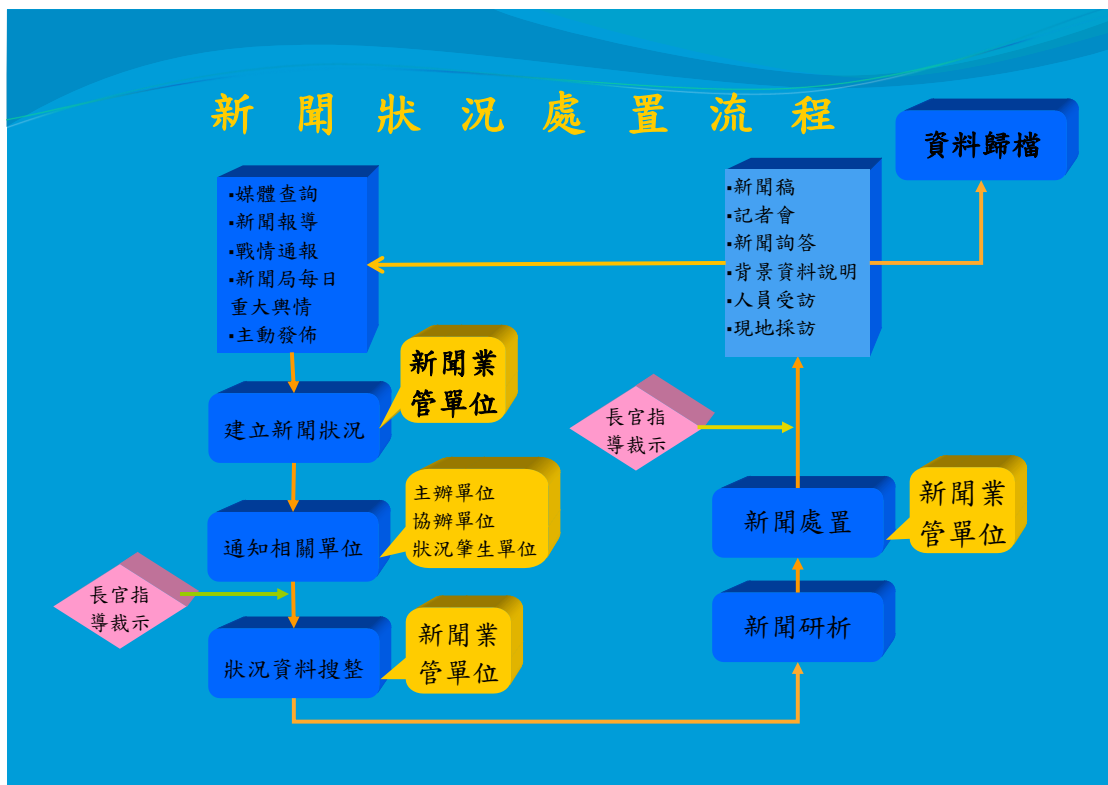 新聞狀況處置流程
資料歸檔
▪媒體查詢
▪新聞報導
▪戰情通報
▪新聞局每日
重大輿情
▪主動發佈
▪新聞稿
▪記者會
▪新聞詢答
▪背景資料說明
▪人員受訪
▪現地採訪
新聞業
管單位
建立新聞狀況
主辦單位
協辦單位
狀況肇生單位
通知相關單位
長官指
導裁示
新聞業
管單位
狀況資料搜整
長官指
導裁示
新聞業
管單位
新聞處置
新聞研析